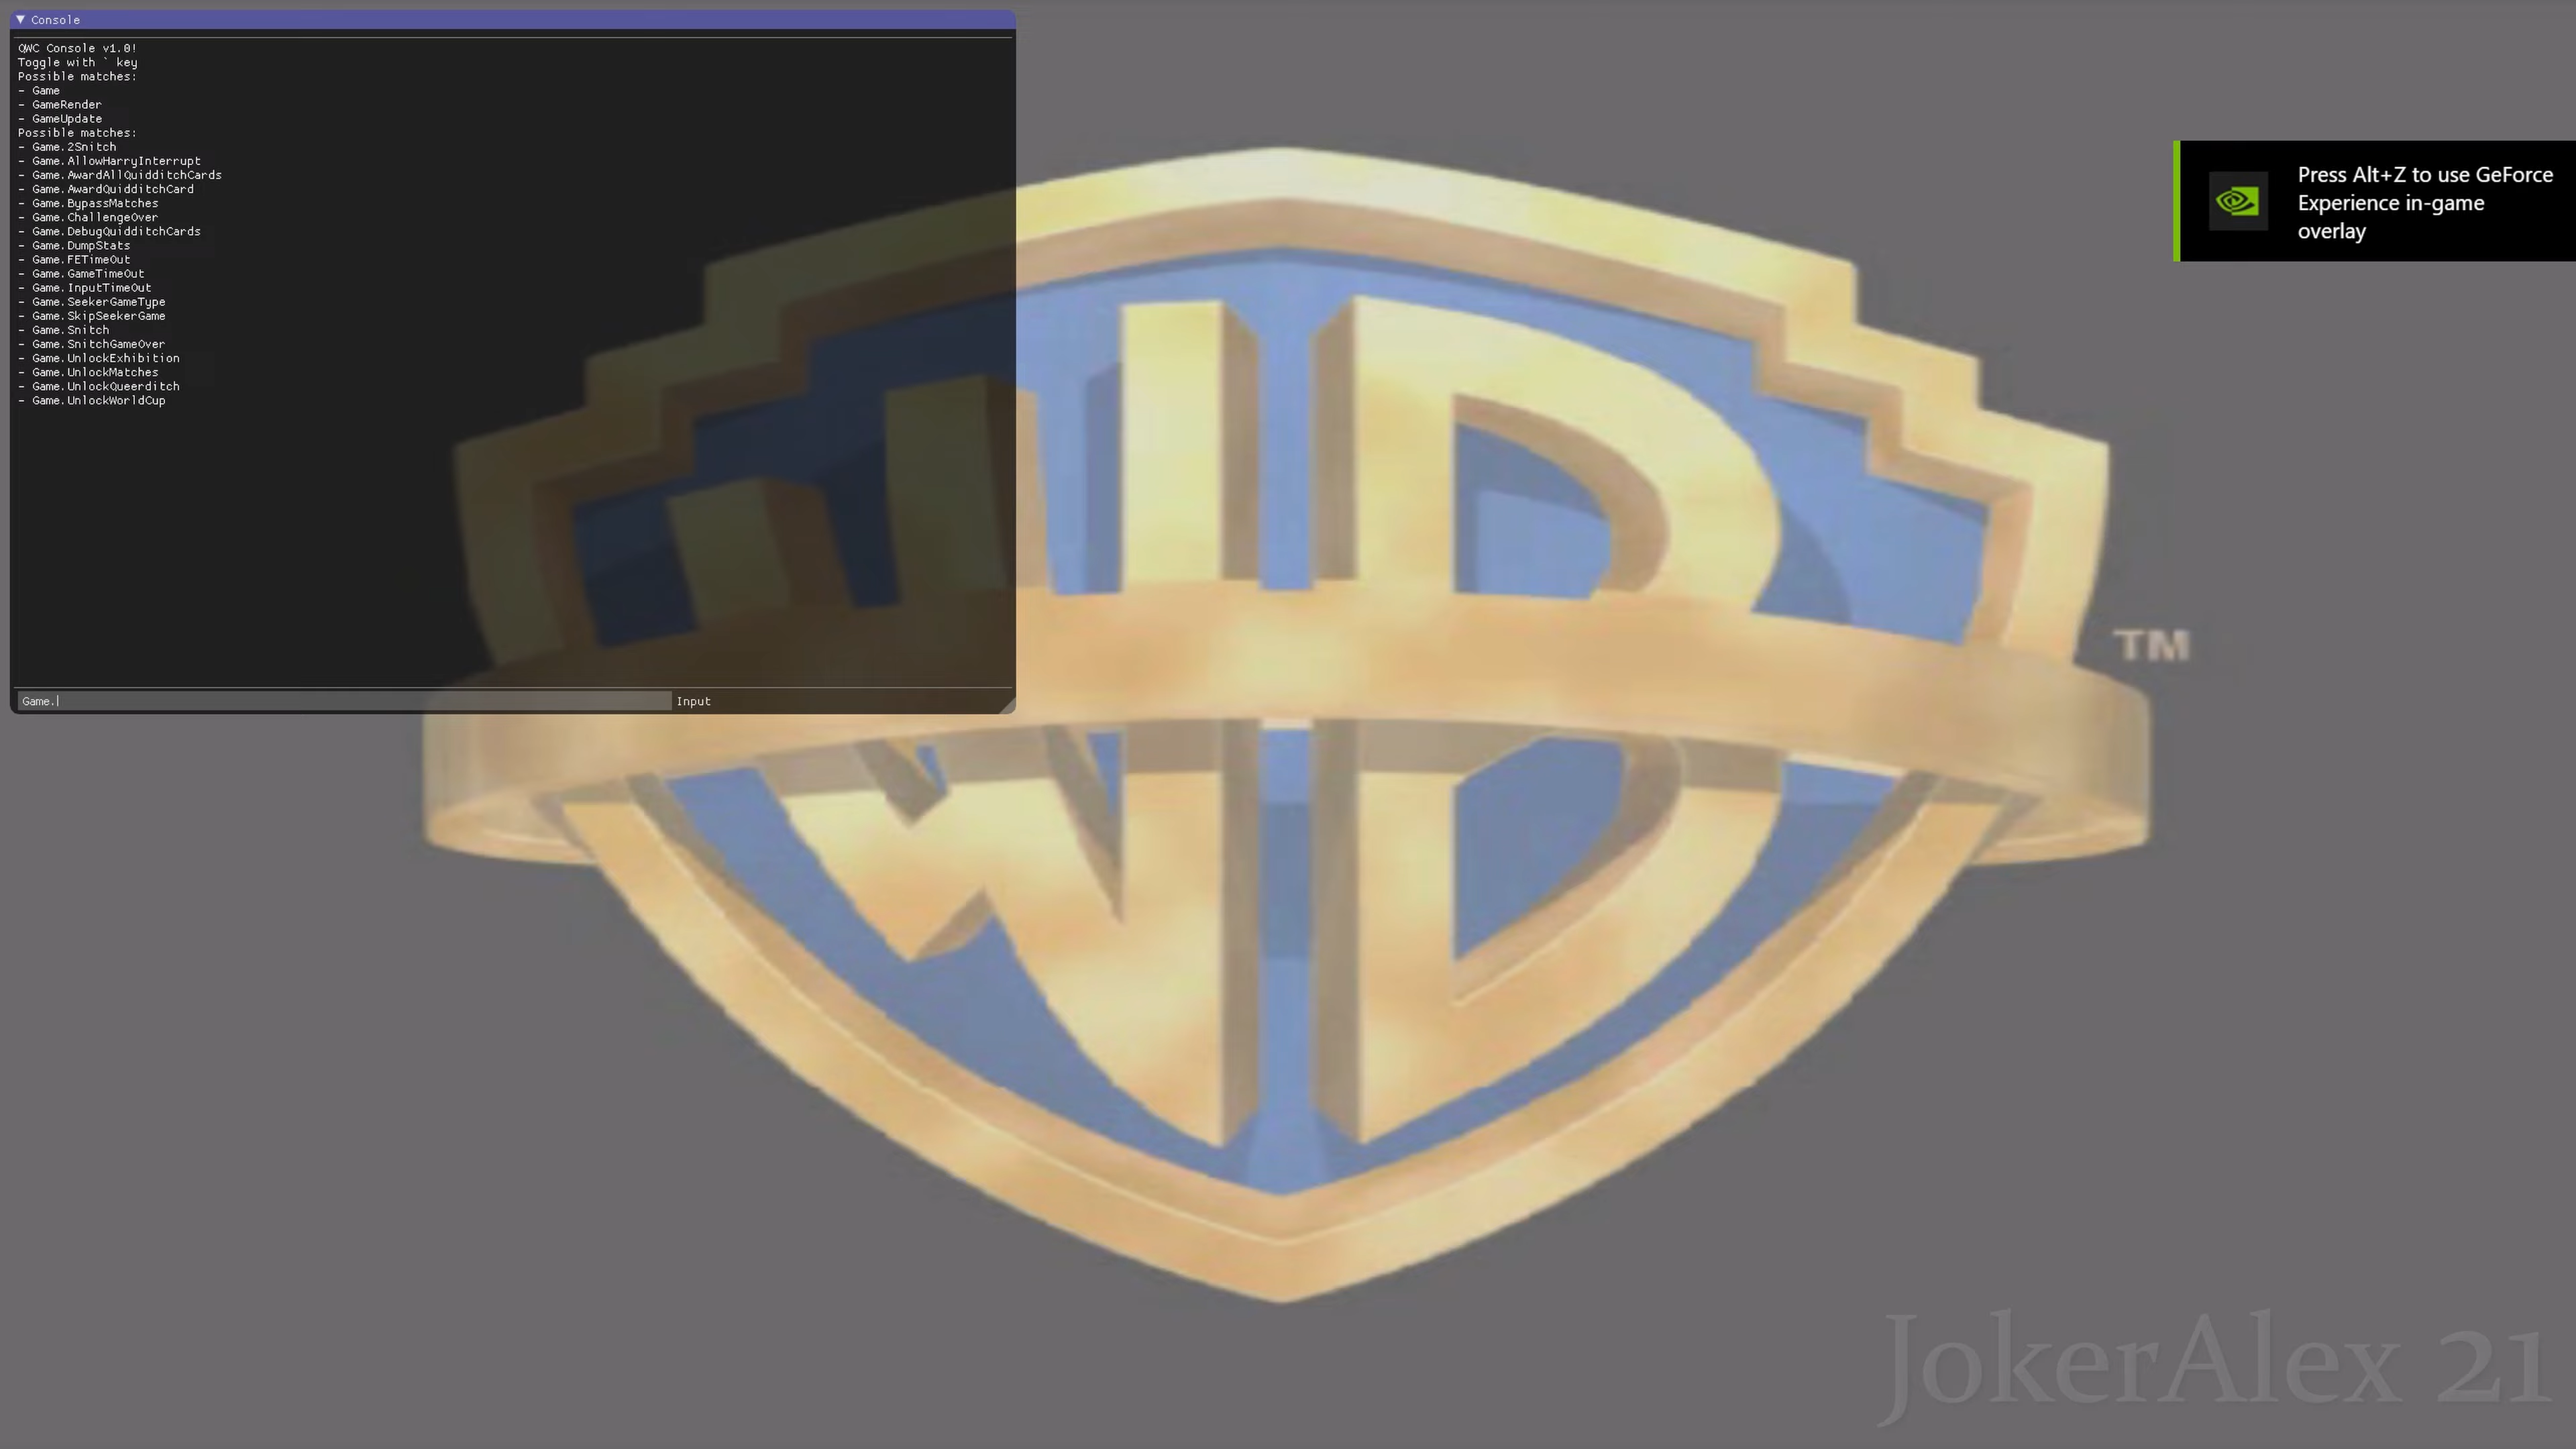 Console
QWC Console v1.0!
Toggle with ` key
Possible matches:
- Game
- GameRender
- GameUpdate
Possible matches:
- Game.2Snitch
- Game.AllowHarryInterrupt
- Game.AwardAllQuidditchCards
- Game.AwardQuidditchCard
- Game.BypassMatches
- Game.ChallengeOver
- Game.DebugQuidditchCards
- Game.DumpStats
- Game.FETimeOut
- Game.GameTimeOut
- Game.InputTimeOut
- Game.SeekerGameType
- Game.SkipSeekerGame
- Game.Snitch
- Game.SnitchGameOver
- Game.UnlockExhibition
- Game.UnlockMatches
- Game.UnlockQueerditch
- Game.UnlockWorldCup
Game.
Input
Press Alt+Z to use GeForce
Experience in-game
overlay
WB
TM
JokerAlex 21